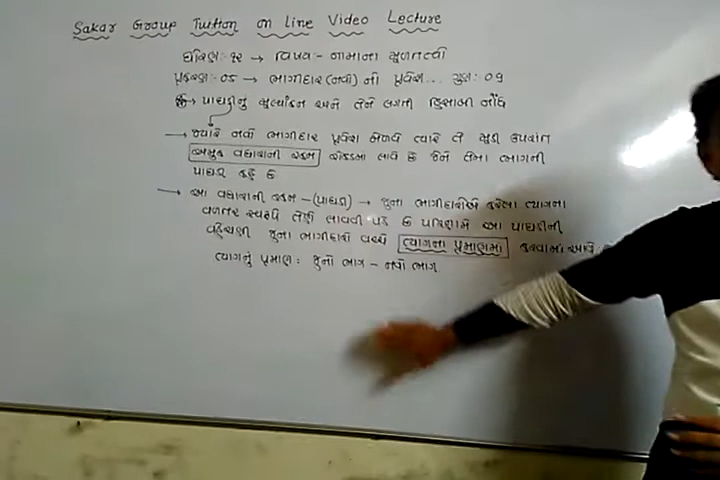 Sakar Group Tution on Line Video Lecture
ધોરણ: ૧૨ → વિષય:- નામાના મૂળતત્વો
પ્રકરણ: ૦૫ → ભાગીદાર (નવો) નો પ્રવેશ... ગુણ: ૦૧
→ પાઘડીનું મૂલ્યાંકન અને તેને લગતી હિસાબી નોંધ
→ જ્યારે નવો ભાગીદાર પ્રવેશ મેળવે ત્યારે તે મૂડી ઉપરાંત
અમુક વધારાની રકમ રોકડમાં લાવે છે જેને તેના ભાગની
પાઘડી કહે છે
→ આ વધારાની રકમ - (પાઘડી) → જુના ભાગીદારોએ કરેલા ત્યાગના
વળતર સ્વરૂપે તેણે લાવવી પડે છે પરિણામે આ પાઘડીની
વહેંચણી જુના ભાગીદારો વચ્ચે ત્યાગના પ્રમાણમાં કરવામાં આવે
ત્યાગનું પ્રમાણ: જુનો ભાગ - નવો ભાગ